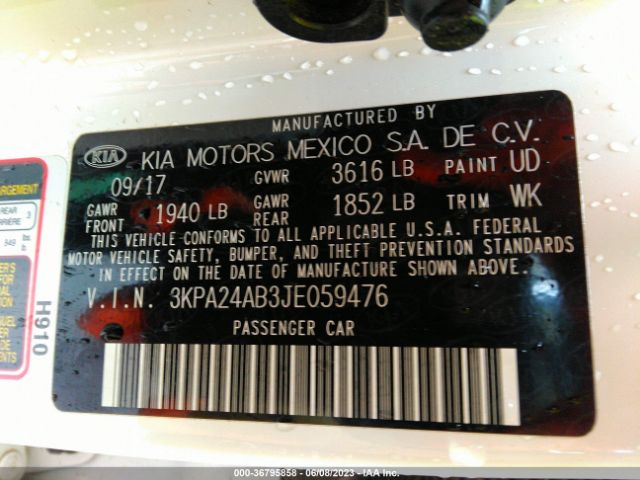 MANUFACTURED BY
KIA KIA MOTORS MEXICO S.A. DE C.V.
09/17 GVWR 3616 LB PAINT UD
GAWR FRONT 1940 LB GAWR REAR 1852 LB TRIM WK
THIS VEHICLE CONFORMS TO ALL APPLICABLE U.S.A. FEDERAL
MOTOR VEHICLE SAFETY, BUMPER, AND THEFT PREVENTION STANDARDS
IN EFFECT ON THE DATE OF MANUFACTURE SHOWN ABOVE.
V.I.N. 3KPA24AB3JE059476
PASSENGER CAR
H910
REAR
3
lbs.
000-36795858 - 06/08/2023 - IAA Inc.